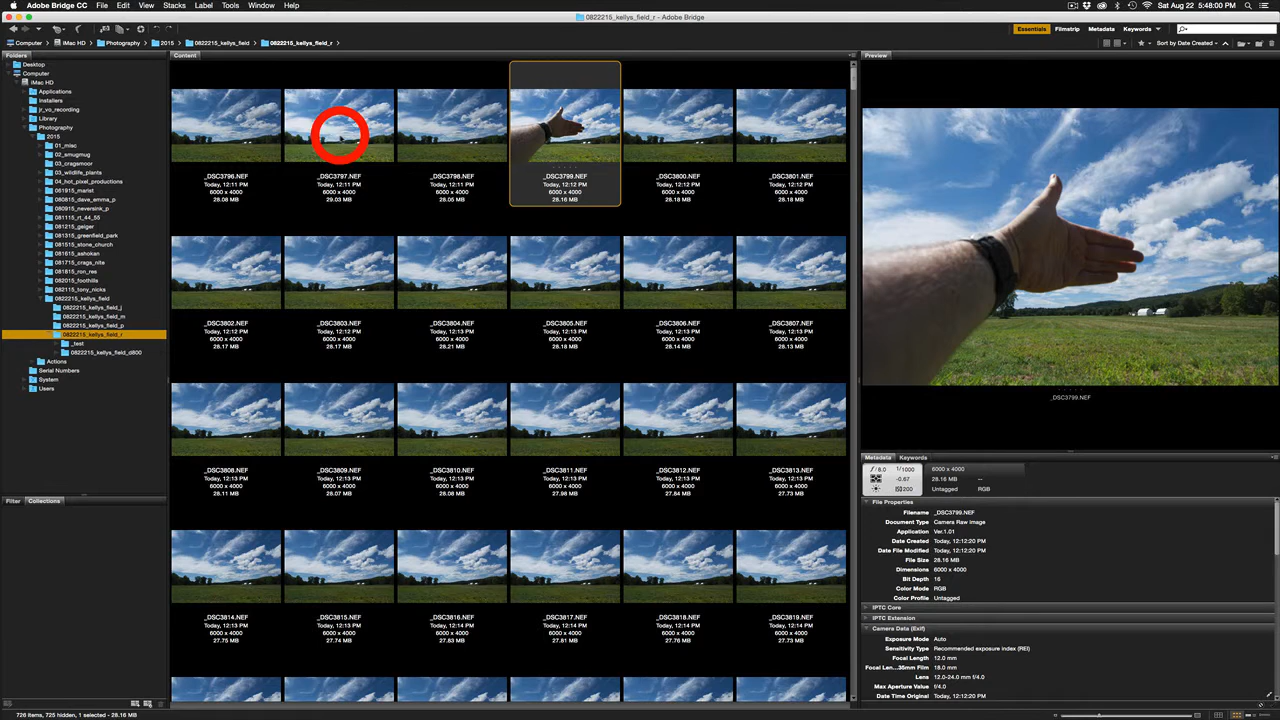 Adobe Bridge CC File Edit View Stacks Label Tools Window Help Sat Aug 22 5:48:00 PM
0822215_kellys_field_r - Adobe Bridge
Essentials Filmstrip Metadata Keywords
Computer iMac HD Photography 2015 0822215_kellys_field 0822215_kellys_field_r Sort by Date Created
Folders
Desktop
Computer
iMac HD
Applications
Installers
jr_vo_recording
Library
Photography
2015
01_misc
02_smugmug
03_cragsmoor
03_wildlife_plants
04_hot_pixel_productions
081915_marist
080815_dave_emma_p
080915_neversink_p
081115_rt_44_55
081215_geiger
081315_greenfield_park
081515_stone_church
081615_ashokan
081715_crags_nite
081815_ron_res
082015_foothills
082115_tony_nicks
0822215_kellys_field
0822215_kellys_field_j
0822215_kellys_field_m
0822215_kellys_field_p
0822215_kellys_field_r
_test
0822215_kellys_field_d800
Actions
Serial Numbers
System
Users
Filter Collections
Content
_DSC3796.NEF _DSC3797.NEF _DSC3798.NEF _DSC3799.NEF _DSC3800.NEF _DSC3801.NEF
Today, 12:11 PM Today, 12:11 PM Today, 12:11 PM Today, 12:12 PM Today, 12:12 PM Today, 12:12 PM
6000 x 4000 6000 x 4000 6000 x 4000 6000 x 4000 6000 x 4000 6000 x 4000
28.08 MB 29.03 MB 28.05 MB 28.16 MB 28.18 MB 28.18 MB
_DSC3802.NEF _DSC3803.NEF _DSC3804.NEF _DSC3805.NEF _DSC3806.NEF _DSC3807.NEF
Today, 12:12 PM Today, 12:12 PM Today, 12:12 PM Today, 12:13 PM Today, 12:13 PM Today, 12:13 PM
6000 x 4000 6000 x 4000 6000 x 4000 6000 x 4000 6000 x 4000 6000 x 4000
28.17 MB 28.17 MB 28.21 MB 28.18 MB 28.18 MB 28.13 MB
_DSC3808.NEF _DSC3809.NEF _DSC3810.NEF _DSC3811.NEF _DSC3812.NEF _DSC3813.NEF
Today, 12:13 PM Today, 12:13 PM Today, 12:13 PM Today, 12:13 PM Today, 12:13 PM Today, 12:13 PM
6000 x 4000 6000 x 4000 6000 x 4000 6000 x 4000 6000 x 4000 6000 x 4000
28.11 MB 28.07 MB 28.08 MB 27.98 MB 27.84 MB 27.73 MB
_DSC3814.NEF _DSC3815.NEF _DSC3816.NEF _DSC3817.NEF _DSC3818.NEF _DSC3819.NEF
Today, 12:13 PM Today, 12:13 PM Today, 12:14 PM Today, 12:14 PM Today, 12:14 PM Today, 12:14 PM
6000 x 4000 6000 x 4000 6000 x 4000 6000 x 4000 6000 x 4000 6000 x 4000
27.75 MB 27.74 MB 27.83 MB 27.81 MB 27.76 MB 27.78 MB
Preview
_DSC3799.NEF
Metadata Keywords
f/8.0 1/1000
-0.67
ISO200
6000 x 4000
28.16 MB --
Untagged RGB
File Properties
Filename _DSC3799.NEF
Document Type Camera Raw image
Application Ver.1.01
Date Created Today, 12:12:20 PM
Date File Modified Today, 12:12:20 PM
File Size 28.16 MB
Dimensions 6000 x 4000
Bit Depth 16
Color Mode RGB
Color Profile Untagged
IPTC Core
IPTC Extension
Camera Data (Exif)
Exposure Mode Auto
Sensitivity Type Recommended exposure index (REI)
Focal Length 12.0 mm
Focal Len...35mm Film 18.0 mm
Lens 12.0-24.0 mm f/4.0
Max Aperture Value f/4.0
Date Time Original Today, 12:12:20 PM
726 items, 725 hidden, 1 selected - 28.16 MB